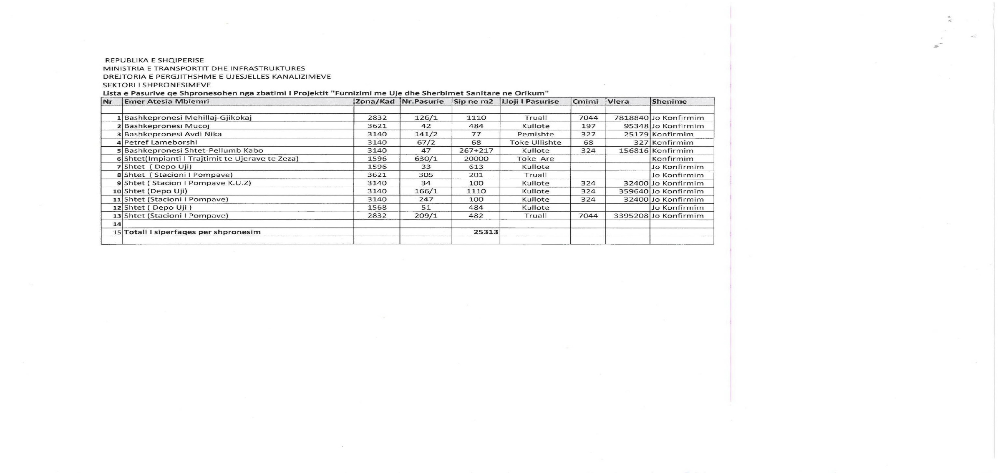 REPUBLIKA E SHQIPERISE
MINISTRIA E TRANSPORTIT DHE INFRASTRUKTURES
DREJTORIA E PERGJITHSHME E UJESJELLES KANALIZIMEVE
SEKTORI I SHPRONESIMEVE
Lista e Pasurive qe Shpronesohen nga zbatimi I Projektit "Furnizimi me Uje dhe Sherbimet Sanitare ne Orikum"
Nr Emer Atesia Mbiemri Zona/Kad Nr.Pasurie Sip ne m2 Lloji I Pasurise Cmimi Vlera Shenime
1 Bashkepronesi Mehillaj-Gjikokaj 2832 126/1 1110 Truall 7044 7818840 Jo Konfirmim
2 Bashkepronesi Mucoj 3621 42 484 Kullote 197 95348 Jo Konfirmim
3 Bashkepronesi Avdi Nika 3140 141/2 77 Pemishte 327 25179 Konfirmim
4 Petref Lameborshi 3140 67/2 68 Toke Ullishte 68 327 Konfirmim
5 Bashkepronesi Shtet-Pellumb Kabo 3140 47 267+217 Kullote 324 156816 Konfirmim
6 Shtet(Impianti I Trajtimit te Ujerave te Zeza) 1596 630/1 20000 Toke Are Konfirmim
7 Shtet ( Depo Uji) 1596 33 613 Kullote Jo Konfirmim
8 Shtet ( Stacioni I Pompave) 3621 305 201 Truall Jo Konfirmim
9 Shtet ( Stacion I Pompave K.U.Z) 3140 34 100 Kullote 324 32400 Jo Konfirmim
10 Shtet (Depo Uji) 3140 166/1 1110 Kullote 324 359640 Jo Konfirmim
11 Shtet (Stacioni I Pompave) 3140 247 100 Kullote 324 32400 Jo Konfirmim
12 Shtet ( Depo Uji ) 1568 51 484 Kullote Jo Konfirmim
13 Shtet (Stacioni I Pompave) 2832 209/1 482 Truall 7044 3395208 Jo Konfirmim
14
15 Totali I siperfaqes per shpronesim 25313